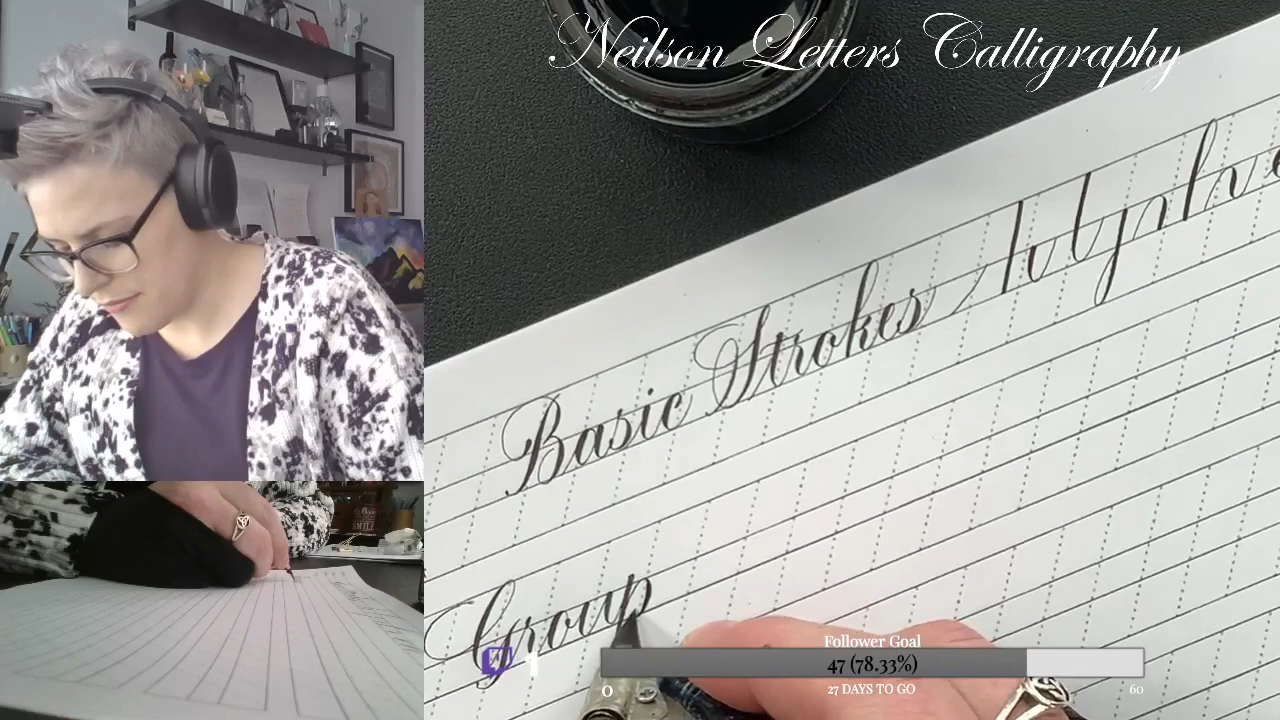 Neilson Letters Calligraphy
Basic Strokes
Group
Follower Goal
47 (78.33%)
0 27 DAYS TO GO 60